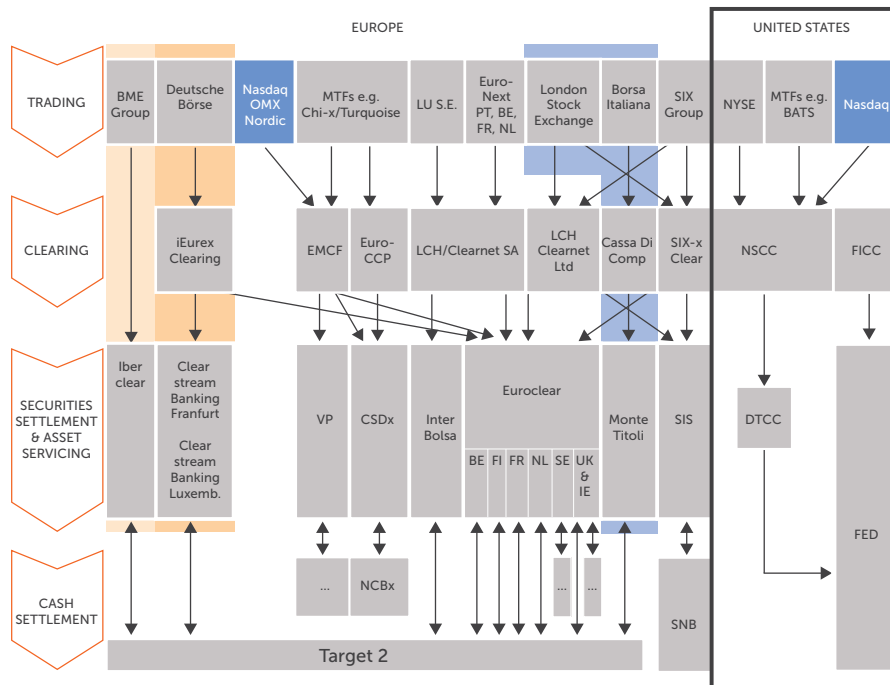 EUROPE
UNITED STATES
TRADING
BME
Group
Deutsche
Börse
Nasdaq
OMX
Nordic
MTFs e.g.
Chi-x/Turquoise
LU S.E.
Euro-
Next
PT, BE,
FR, NL
London
Stock
Exchange
Borsa
Italiana
SIX
Group
NYSE
MTFs e.g.
BATS
Nasdaq
CLEARING
iEurex
Clearing
EMCF
Euro-
CCP
LCH/Clearnet SA
LCH
Clearnet
Ltd
Cassa Di
Comp
SIX-x
Clear
NSCC
FICC
SECURITIES
SETTLEMENT
& ASSET
SERVICING
Iber
clear
Clear
stream
Banking
Franfurt
Clear
stream
Banking
Luxemb.
VP
CSDx
Inter
Bolsa
Euroclear
BE
FI
FR
NL
SE
UK
&
IE
Monte
Titoli
SIS
DTCC
FED
CASH
SETTLEMENT
...
NCBx
...
...
SNB
Target 2